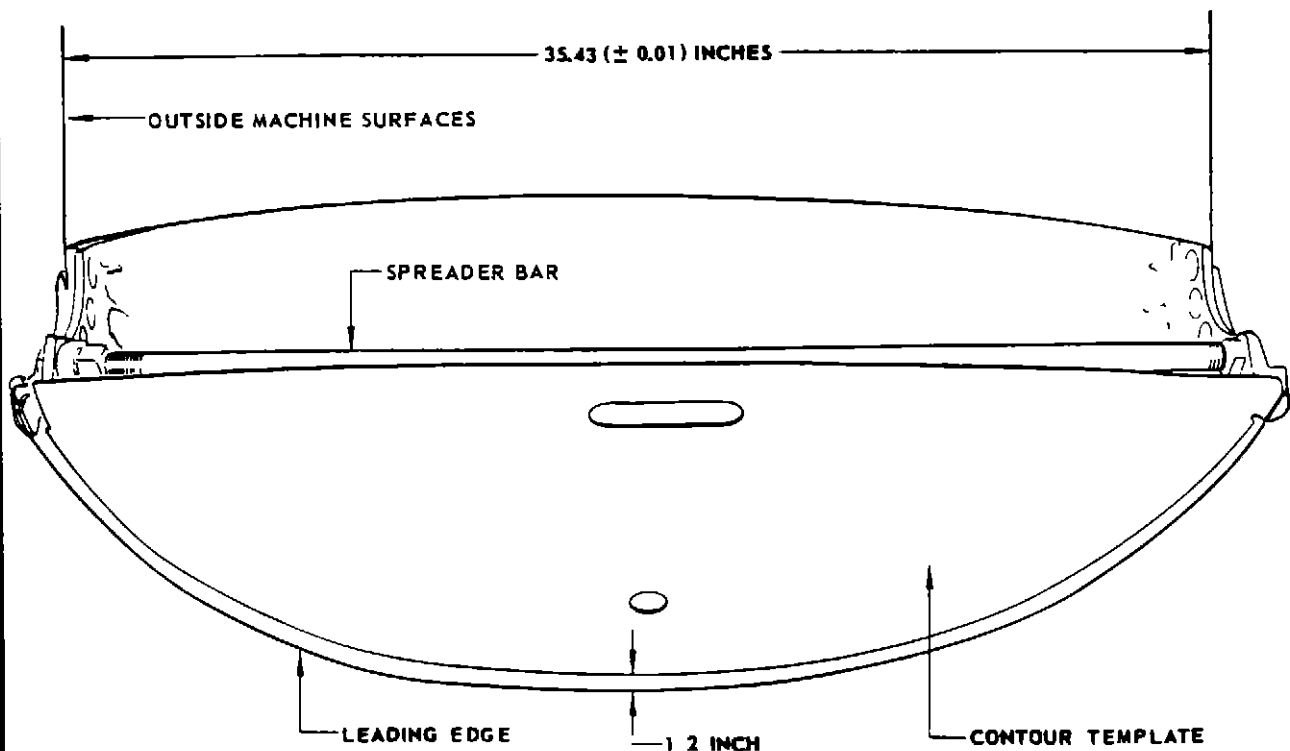 35.43 (± 0.01) INCHES
OUTSIDE MACHINE SURFACES
SPREADER BAR
LEADING EDGE
1 2 INCH
CONTOUR TEMPLATE